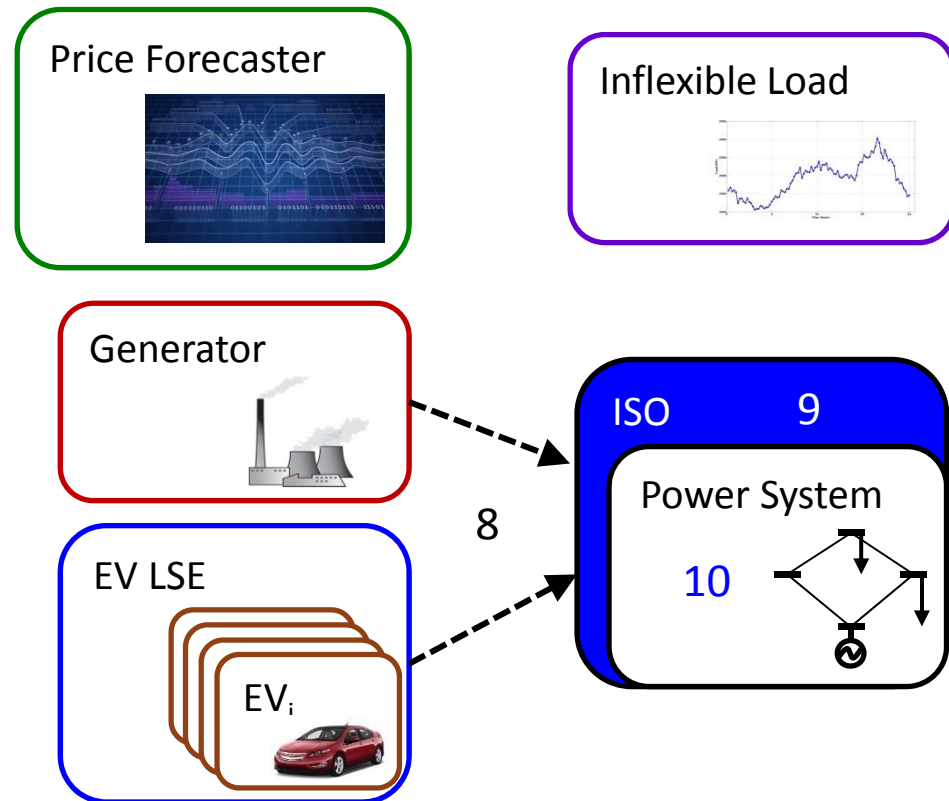 Price Forecaster
Inflexible Load
Generator
ISO
9
Power System
8
10
EV LSE
EVᵢ